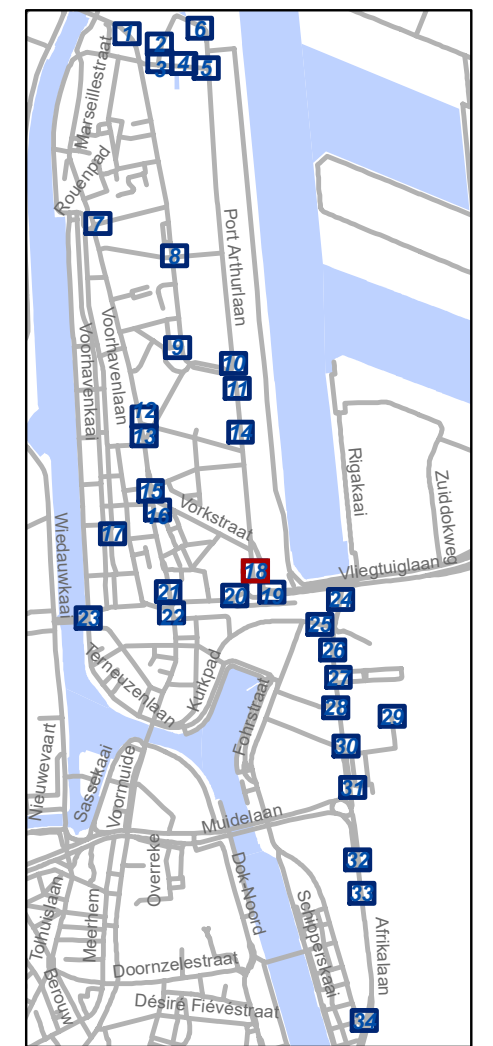 1
2
6
3
4
5
Marseillestraat
Rouenpad
7
Port Arthurlaan
8
Voorhavenkaai
Voorhavenlaan
9
10
11
12
13
14
Rigakaai
Zuiddokweg
15
16
Vorkstraat
17
Wiedauwkaai
18
Vliegtuiglaan
19
20
21
22
23
24
25
26
27
28
29
30
31
Terneuzenlaan
Kurkpad
Fohrstraat
Nieuwevaart
Sassekaai
Voormuide
Muidelaan
Overreke
Dok-Noord
32
33
Tolhuislaan
Meerhem
Schipperskaai
Afrikalaan
Doornzelestraat
Berouw
Désiré Fiévéstraat
34